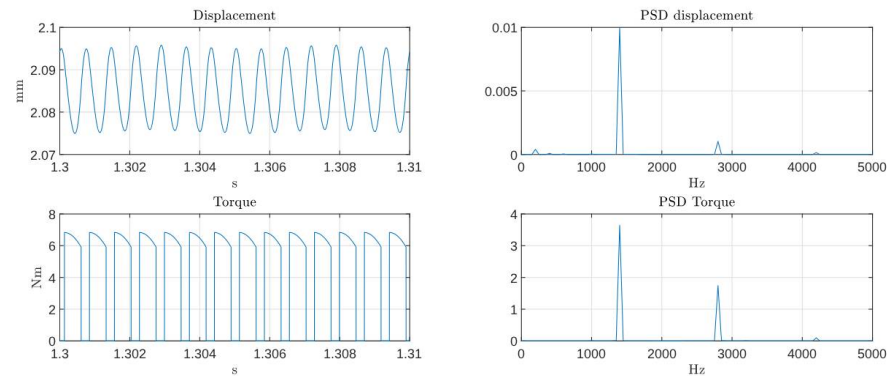 Displacement
2.1
2.09
2.08
2.07
mm
1.3 1.302 1.304 1.306 1.308 1.31
s
PSD displacement
0.01
0.005
0
0 1000 2000 3000 4000 5000
Hz
Torque
8
6
4
2
0
Nm
1.3 1.302 1.304 1.306 1.308 1.31
s
PSD Torque
4
3
2
1
0
0 1000 2000 3000 4000 5000
Hz